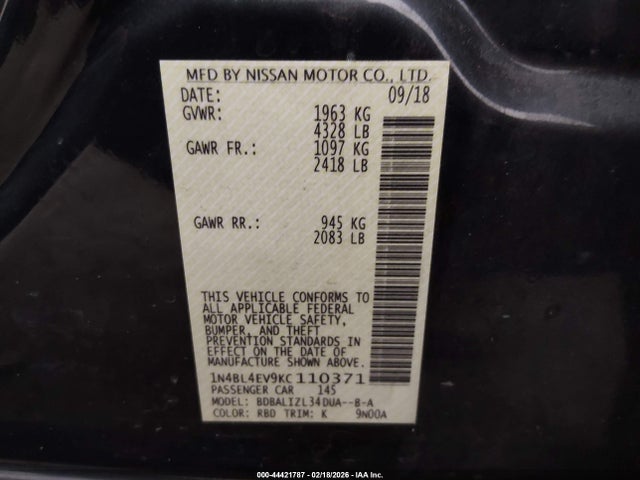 MFD BY NISSAN MOTOR CO., LTD.
DATE: 09/18
GVWR: 1963 KG
4328 LB
GAWR FR.: 1097 KG
2418 LB
GAWR RR.: 945 KG
2083 LB
THIS VEHICLE CONFORMS TO
ALL APPLICABLE FEDERAL
MOTOR VEHICLE SAFETY,
BUMPER, AND THEFT
PREVENTION STANDARDS IN
EFFECT ON THE DATE OF
MANUFACTURE SHOWN ABOVE.
1N4BL4EV9KC110371
PASSENGER CAR 145
MODEL: BDBALIZL34DUA--B-A
COLOR: RBD TRIM: K 9N00A
000-44421787 - 02/18/2026 - IAA Inc.